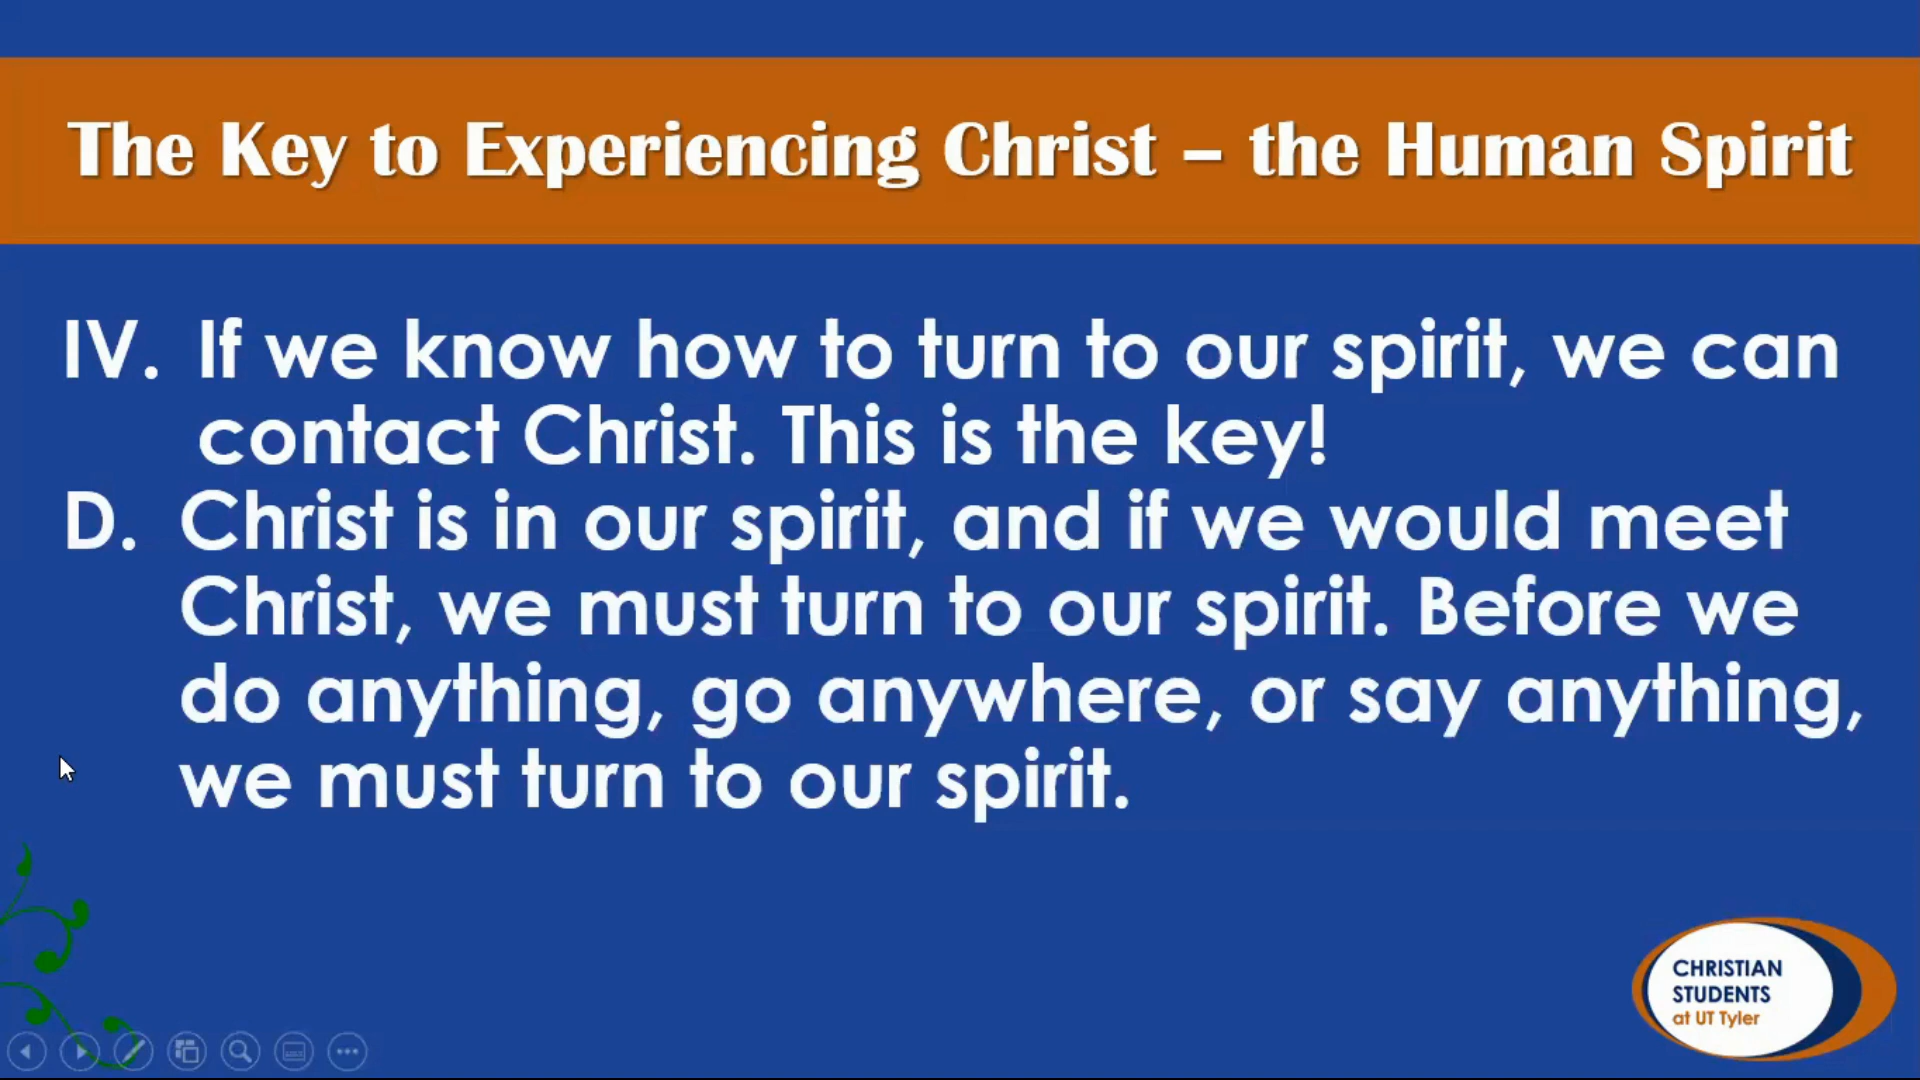 The Key to Experiencing Christ – the Human Spirit
IV. If we know how to turn to our spirit, we can
contact Christ. This is the key!
D. Christ is in our spirit, and if we would meet
Christ, we must turn to our spirit. Before we
do anything, go anywhere, or say anything,
we must turn to our spirit.
CHRISTIAN
STUDENTS
at UT Tyler